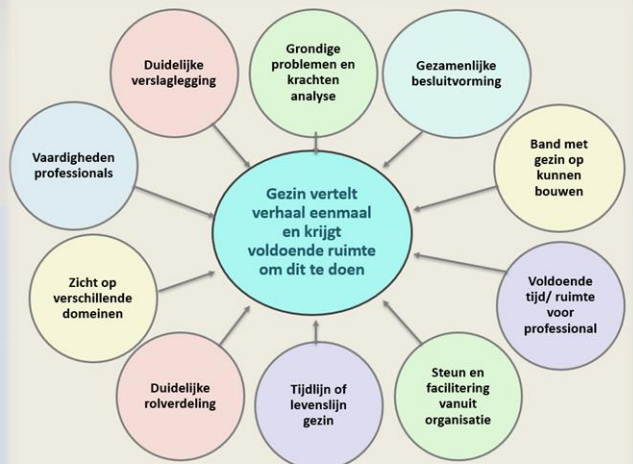 Duidelijke
verslaglegging
Grondige
problemen en
krachten
analyse
Gezamenlijke
besluitvorming
Vaardigheden
professionals
Band met
gezin op
kunnen
bouwen
Gezin vertelt
verhaal eenmaal
en krijgt
voldoende ruimte
om dit te doen
Zicht op
verschillende
domeinen
Voldoende
tijd/ ruimte
voor
professional
Duidelijke
rolverdeling
Tijdlijn of
levenslijn
gezin
Steun en
facilitering
vanuit
organisatie